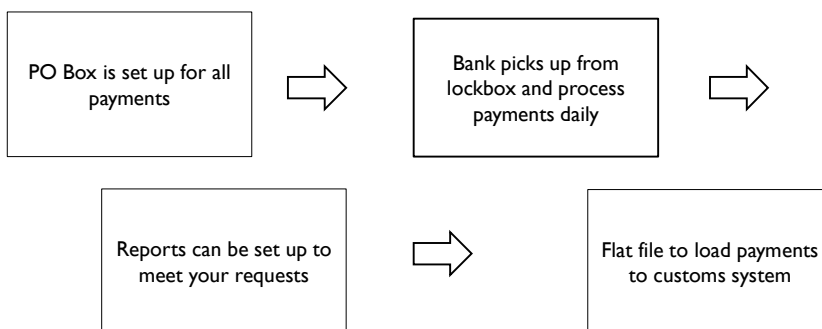 PO Box is set up for all
payments
Bank picks up from
lockbox and process
payments daily
Reports can be set up to
meet your requests
Flat file to load payments
to customs system